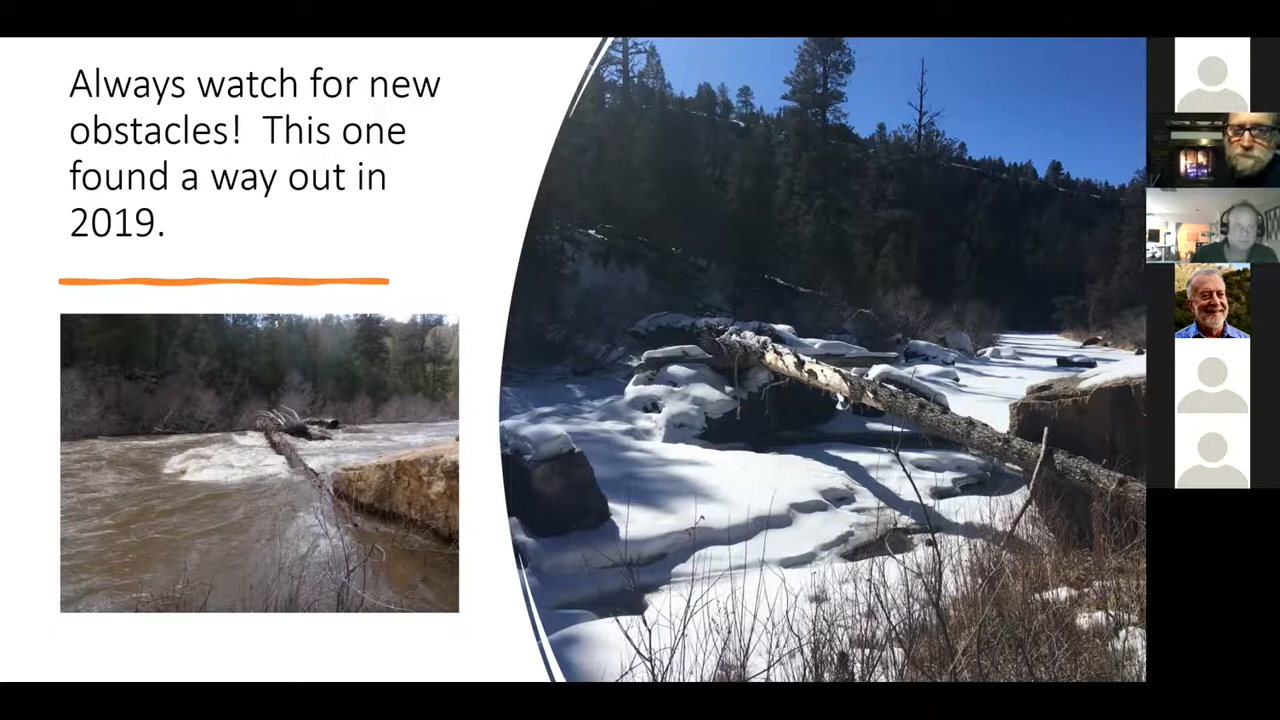 Always watch for new
obstacles! This one
found a way out in
2019.